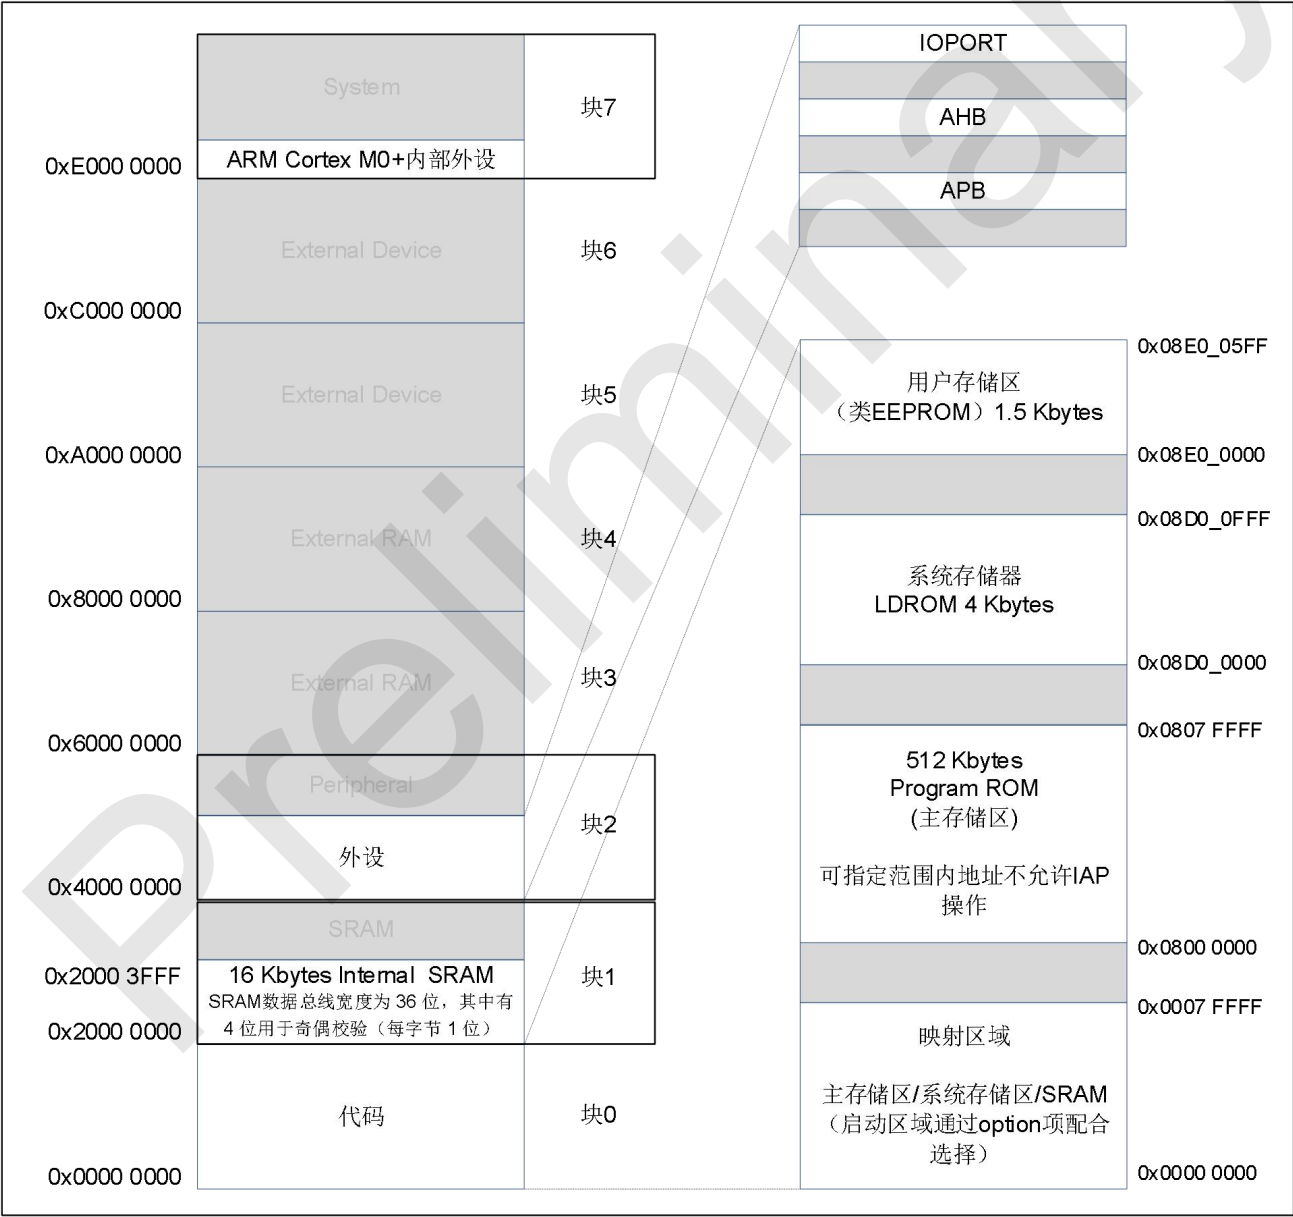 System
块7
0xE000 0000
ARM Cortex M0+内部外设
External Device
块6
0xC000 0000
External Device
块5
0xA000 0000
External RAM
块4
0x8000 0000
External RAM
块3
0x6000 0000
Peripheral
块2
外设
0x4000 0000
SRAM
0x2000 3FFF
16 Kbytes Internal SRAM
块1
SRAM数据总线宽度为 36 位，其中有
4 位用于奇偶校验（每字节 1 位）
0x2000 0000
代码
块0
0x0000 0000
IOPORT
AHB
APB
0x08E0_05FF
用户存储区
（类EEPROM）1.5 Kbytes
0x08E0_0000
0x08D0_0FFF
系统存储器
LDROM 4 Kbytes
0x08D0_0000
0x0807 FFFF
512 Kbytes
Program ROM
(主存储区)
可指定范围内地址不允许IAP
操作
0x0800 0000
0x0007 FFFF
映射区域
主存储区/系统存储区/SRAM
（启动区域通过option项配合
选择）
0x0000 0000
Preliminary